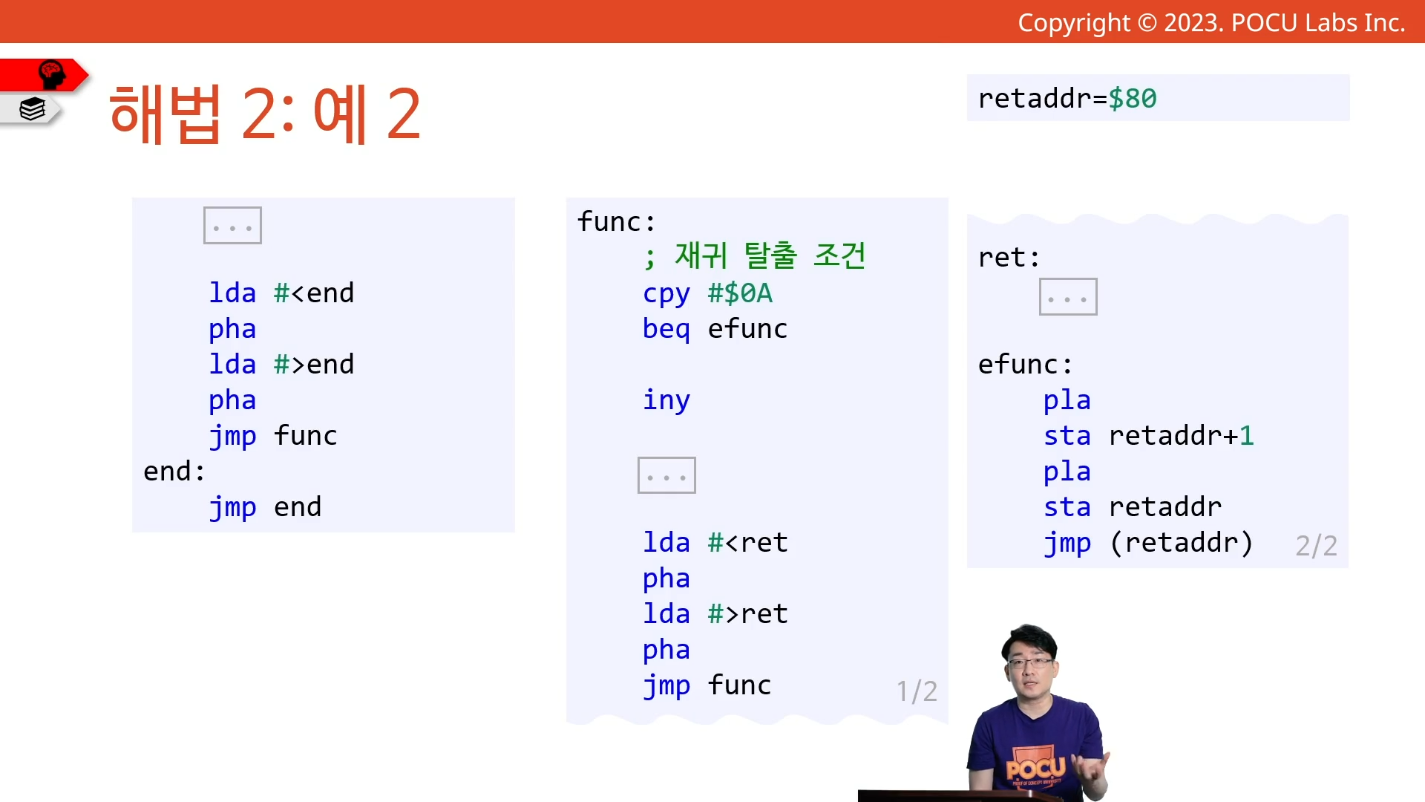 Copyright © 2023. POCU Labs Inc.
해법 2: 예 2
retaddr=$80
...
lda #<end
pha
lda #>end
pha
jmp func
end:
jmp end
func:
; 재귀 탈출 조건
cpy #$0A
beq efunc
iny
...
lda #<ret
pha
lda #>ret
pha
jmp func
1/2
ret:
...
efunc:
pla
sta retaddr+1
pla
sta retaddr
jmp (retaddr)
2/2
POCU